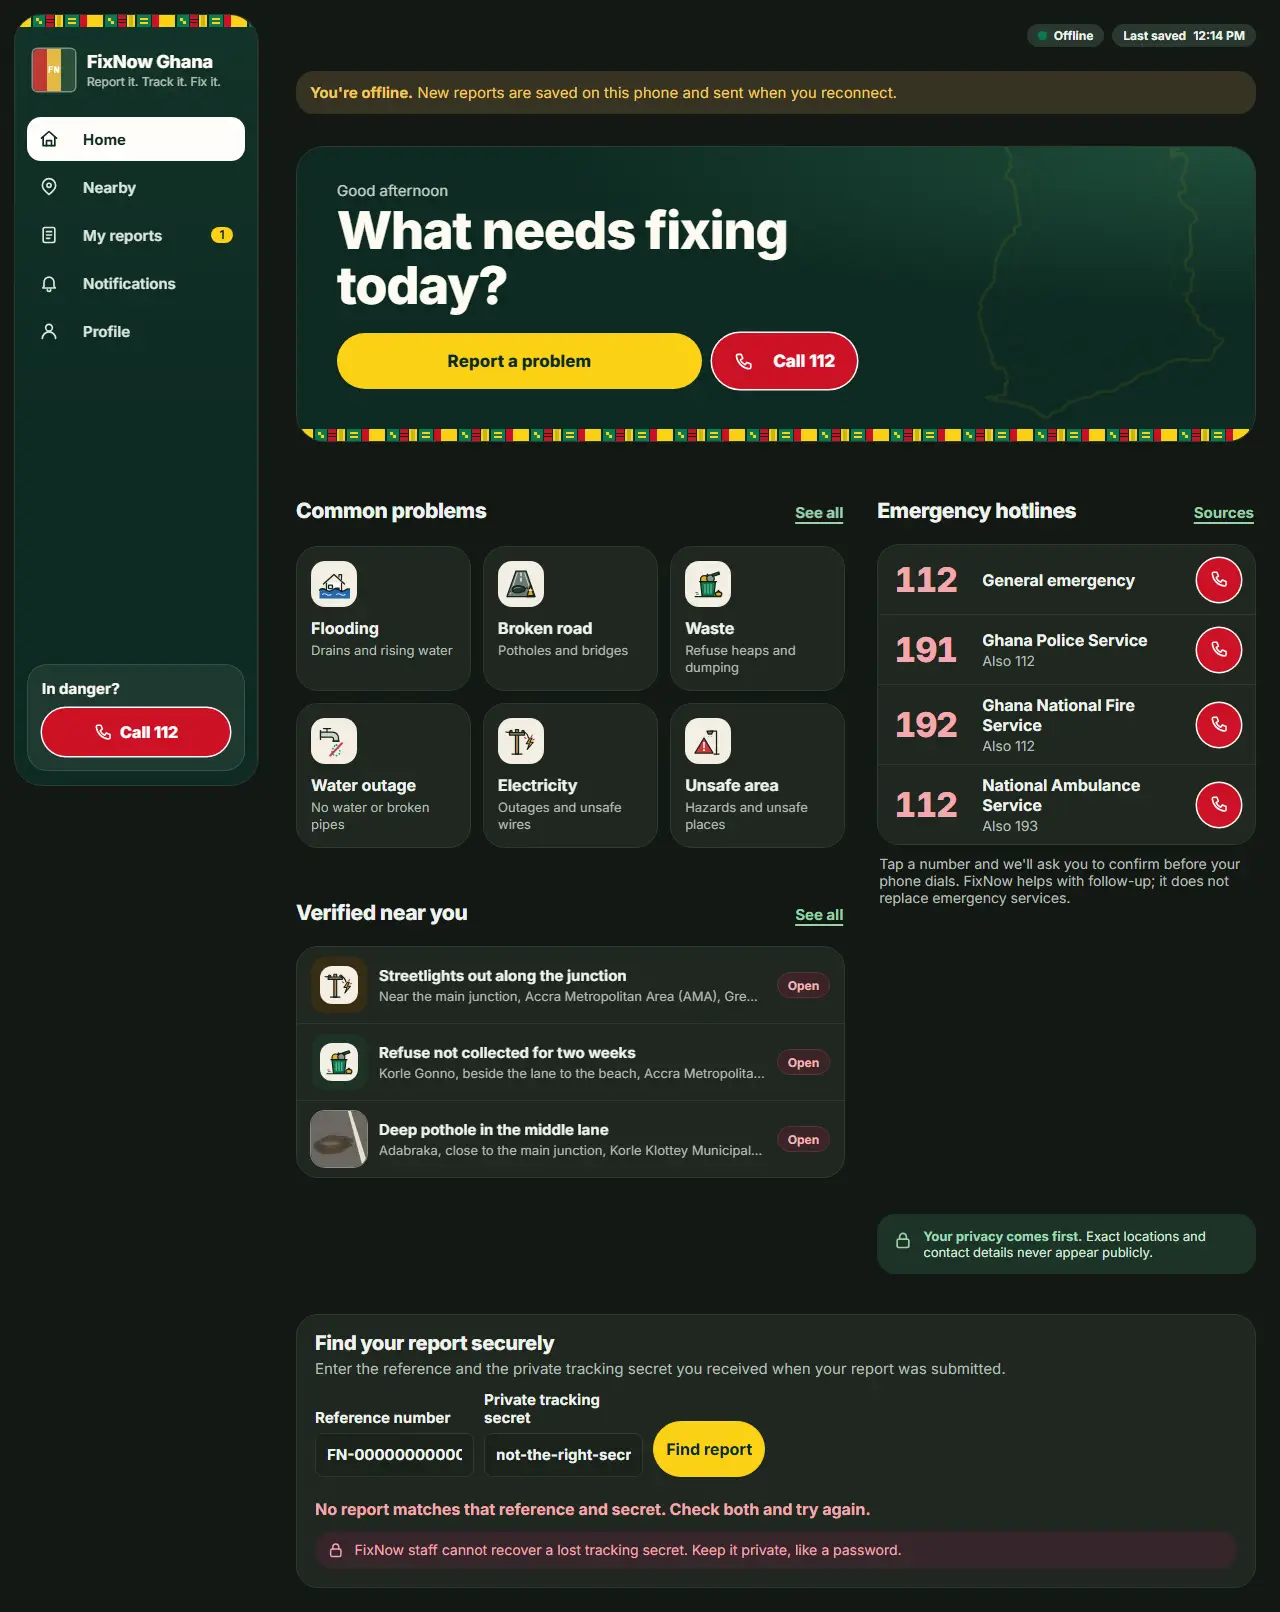 FN
FixNow Ghana
Report it. Track it. Fix it.
Home
Nearby
My reports
1
Notifications
Profile
In danger?
Call 112
Offline
Last saved 12:14 PM
You're offline. New reports are saved on this phone and sent when you reconnect.
Good afternoon
What needs fixing
today?
Report a problem
Call 112
Common problems
See all
Flooding
Drains and rising water
Broken road
Potholes and bridges
Waste
Refuse heaps and
dumping
Water outage
No water or broken
pipes
Electricity
Outages and unsafe
wires
Unsafe area
Hazards and unsafe
places
Emergency hotlines
Sources
112
General emergency
191
Ghana Police Service
Also 112
192
Ghana National Fire
Service
Also 112
112
National Ambulance
Service
Also 193
Tap a number and we'll ask you to confirm before your
phone dials. FixNow helps with follow-up; it does not
replace emergency services.
Verified near you
See all
Streetlights out along the junction
Near the main junction, Accra Metropolitan Area (AMA), Gre...
Open
Refuse not collected for two weeks
Korle Gonno, beside the lane to the beach, Accra Metropolita...
Open
Deep pothole in the middle lane
Adabraka, close to the main junction, Korle Klottey Municipal...
Open
Your privacy comes first. Exact locations and
contact details never appear publicly.
Find your report securely
Enter the reference and the private tracking secret you received when your report was submitted.
Reference number
FN-00000000000
Private tracking
secret
not-the-right-secr
Find report
No report matches that reference and secret. Check both and try again.
FixNow staff cannot recover a lost tracking secret. Keep it private, like a password.